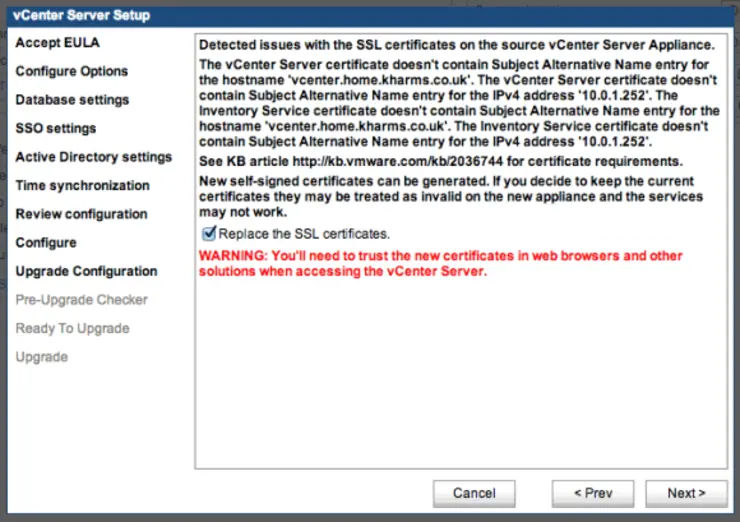 vCenter Server Setup
Accept EULA
Configure Options
Database settings
SSO settings
Active Directory settings
Time synchronization
Review configuration
Configure
Upgrade Configuration
Pre-Upgrade Checker
Ready To Upgrade
Upgrade
Detected issues with the SSL certificates on the source vCenter Server Appliance.
The vCenter Server certificate doesn't contain Subject Alternative Name entry for
the hostname 'vcenter.home.kharms.co.uk'. The vCenter Server certificate doesn't
contain Subject Alternative Name entry for the IPv4 address '10.0.1.252'. The
Inventory Service certificate doesn't contain Subject Alternative Name entry for the
hostname 'vcenter.home.kharms.co.uk'. The Inventory Service certificate doesn't
contain Subject Alternative Name entry for the IPv4 address '10.0.1.252'.
See KB article http://kb.vmware.com/kb/2036744 for certificate requirements.
New self-signed certificates can be generated. If you decide to keep the current
certificates they may be treated as invalid on the new appliance and the services
may not work.
Replace the SSL certificates.
WARNING: You'll need to trust the new certificates in web browsers and other
solutions when accessing the vCenter Server.
Cancel
< Prev
Next >